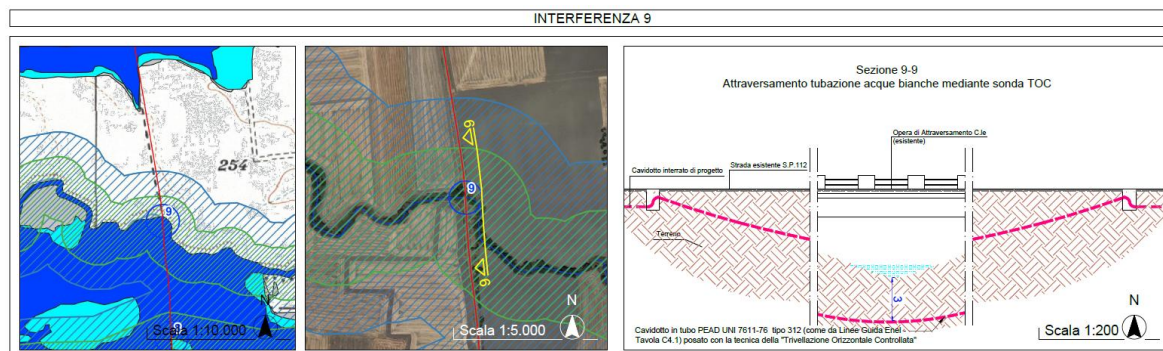 INTERFERENZA 9
254
9
9
Scala 1:10.000
N
9
9
9
Scala 1:5.000
N
Sezione 9-9
Attraversamento tubazione acque bianche mediante sonda TOC
Opera di Attraversamento C.le
(esistente)
Strada esistente S.P.112
Cavidotto interrato di progetto
Terreno
3
Cavidotto in tubo PEAD UNI 7611-76 tipo 312 (come da Linee Guida Enel -
Tavola C4.1) posato con la tecnica della "Trivellazione Orizzontale Controllata"
Scala 1:200
N